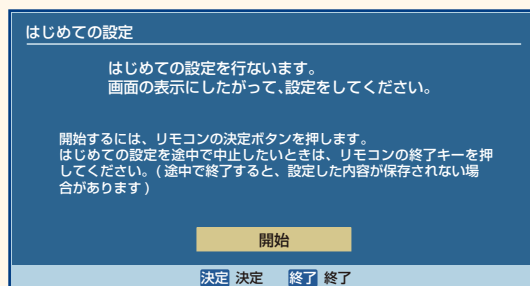 はじめての設定
はじめての設定を行ないます。
画面の表示にしたがって、設定をしてください。
開始するには、リモコンの決定ボタンを押します。
はじめての設定を途中で中止したいときは、リモコンの終了キーを押
してください。(途中で終了すると、設定した内容が保存されない場
合があります)
開始
決定 決定 終了 終了